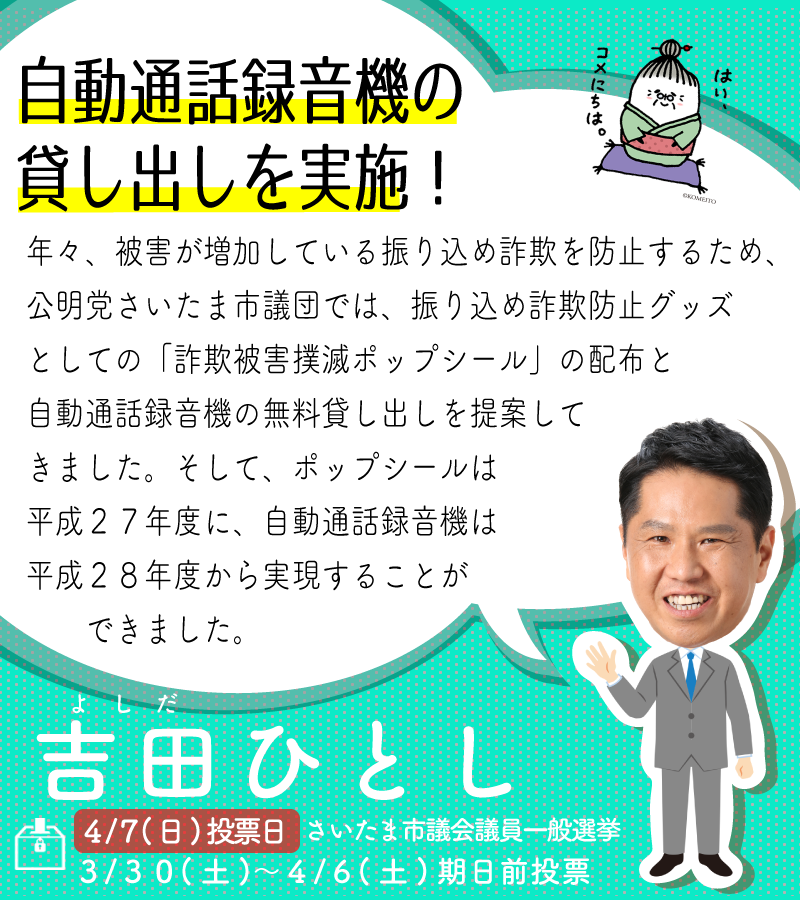 自動通話録音機の
貸し出しを実施！
はい、
コメにちは。
©KOMEITO
年々、被害が増加している振り込め詐欺を防止するため、
公明党さいたま市議団では、振り込め詐欺防止グッズ
としての「詐欺被害撲滅ポップシール」の配布と
自動通話録音機の無料貸し出しを提案して
きました。そして、ポップシールは
平成２７年度に、自動通話録音機は
平成２８年度から実現することが
できました。
よしだ
吉田ひとし
4/7(日)投票日 さいたま市議会議員一般選挙
３/３０(土)～４/６(土)期日前投票